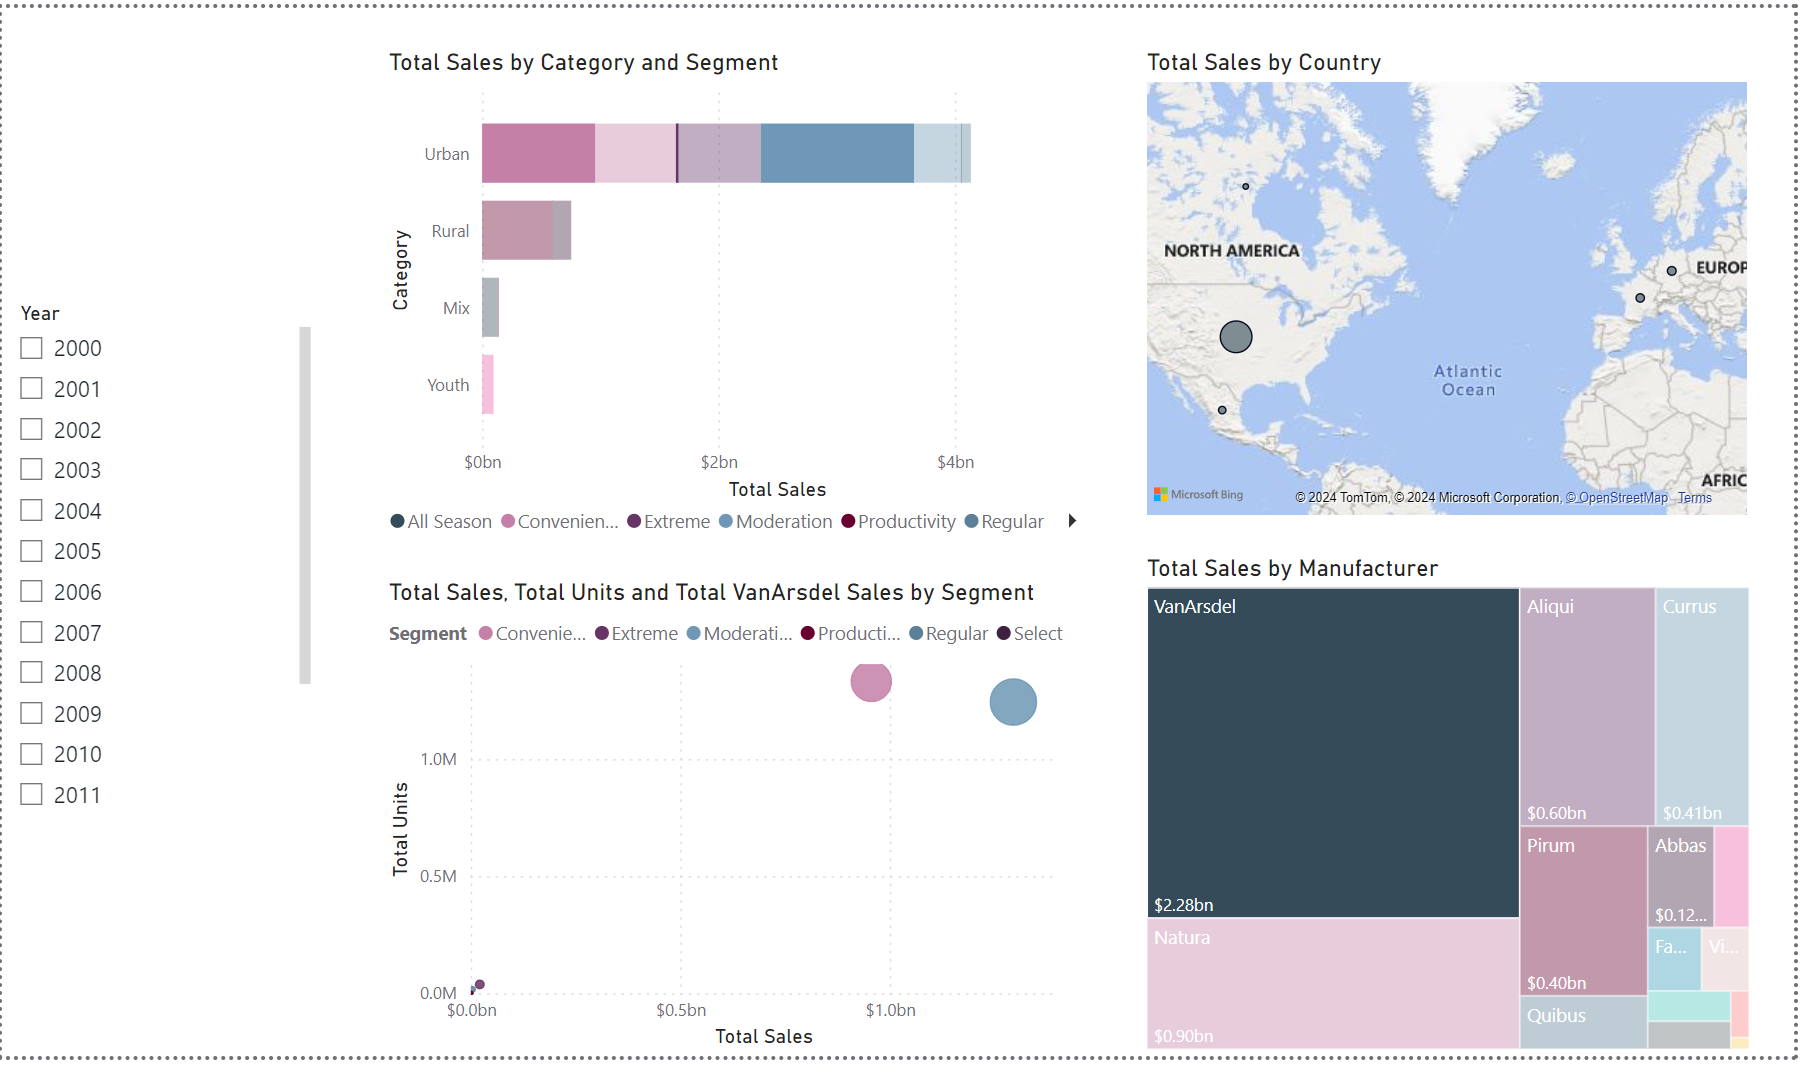 Year
2000
2001
2002
2003
2004
2005
2006
2007
2008
2009
2010
2011
Total Sales by Category and Segment
Category
Urban
Rural
Mix
Youth
$0bn $2bn $4bn
Total Sales
All Season Convenien... Extreme Moderation Productivity Regular
Total Sales, Total Units and Total VanArsdel Sales by Segment
Segment Convenie... Extreme Moderati... Producti... Regular Select
Total Units
1.0M
0.5M
0.0M
$0.0bn $0.5bn $1.0bn
Total Sales
Total Sales by Country
NORTH AMERICA
EUROP
Atlantic
Ocean
AFRIC
Microsoft Bing
© 2024 TomTom, © 2024 Microsoft Corporation, © OpenStreetMap Terms
Total Sales by Manufacturer
VanArsdel
$2.28bn
Natura
$0.90bn
Aliqui
$0.60bn
Currus
$0.41bn
Pirum
$0.40bn
Abbas
$0.12...
Fa...
Vi...
Quibus